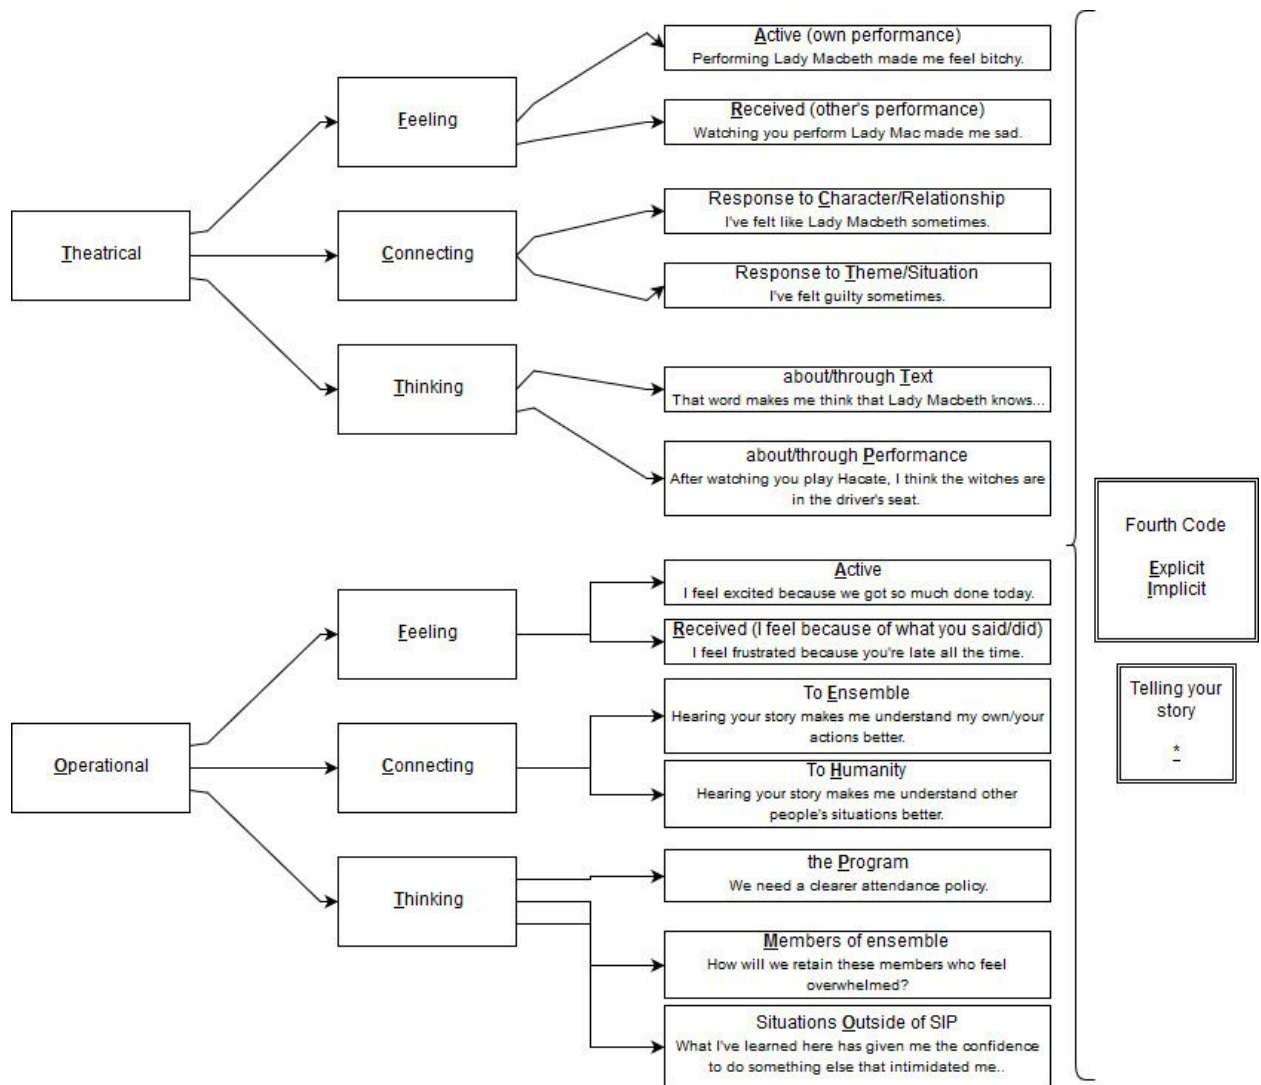 Theatrical
Feeling
Active (own performance)
Performing Lady Macbeth made me feel bitchy.
Received (other's performance)
Watching you perform Lady Mac made me sad.
Connecting
Response to Character/Relationship
I've felt like Lady Macbeth sometimes.
Response to Theme/Situation
I've felt guilty sometimes.
Thinking
about/through Text
That word makes me think that Lady Macbeth knows...
about/through Performance
After watching you play Hacate, I think the witches are
in the driver's seat.
Operational
Feeling
Active
I feel excited because we got so much done today.
Received (I feel because of what you said/did)
I feel frustrated because you're late all the time.
Connecting
To Ensemble
Hearing your story makes me understand my own/your
actions better.
To Humanity
Hearing your story makes me understand other
people's situations better.
Thinking
the Program
We need a clearer attendance policy.
Members of ensemble
How will we retain these members who feel
overwhelmed?
Situations Outside of SIP
What I've learned here has given me the confidence
to do something else that intimidated me..
Fourth Code
Explicit
Implicit
Telling your
story
*